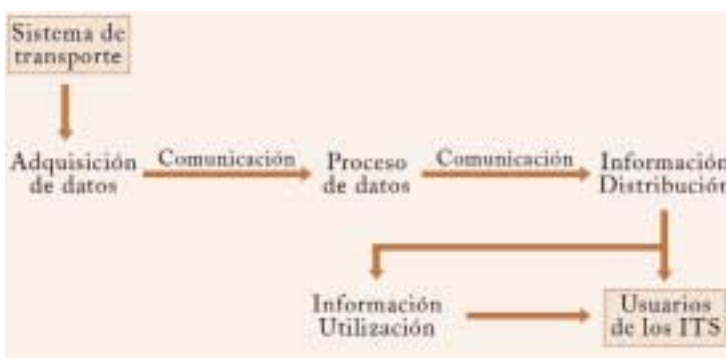 Sistema de
transporte
Adquisición
de datos
Comunicación
Proceso
de datos
Comunicación
Información
Distribución
Información
Utilización
Usuarios
de los ITS